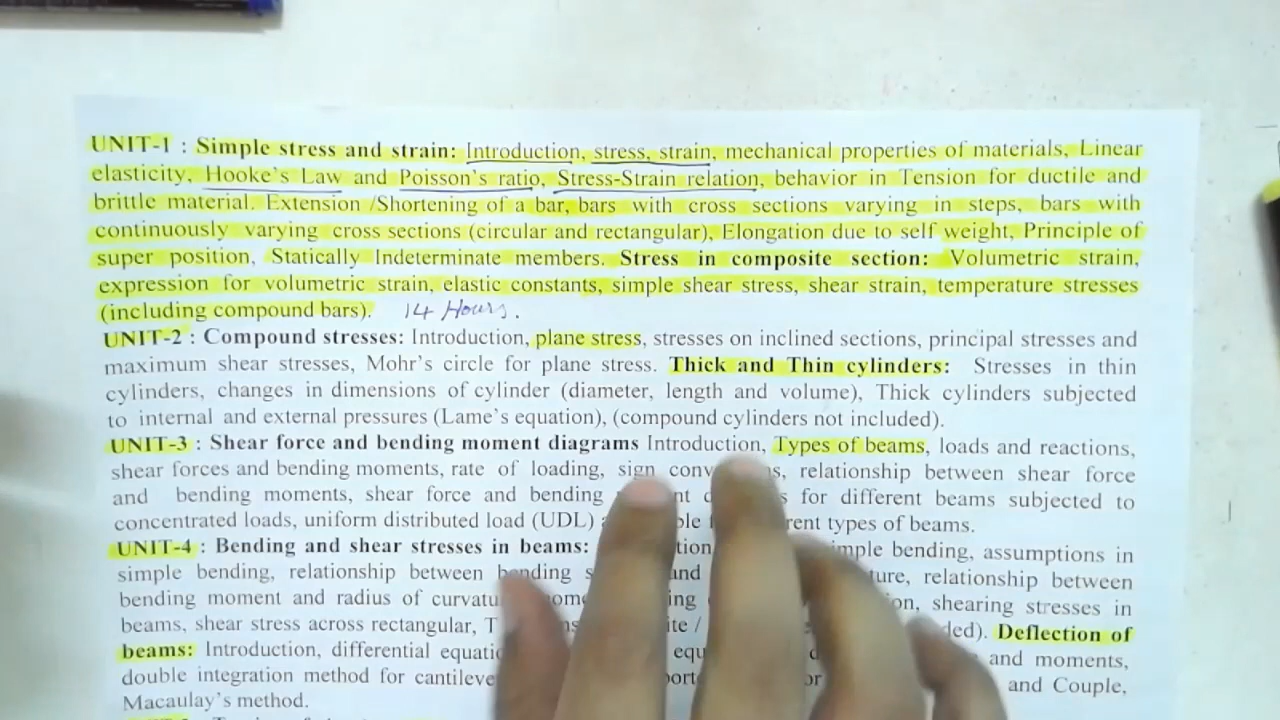 UNIT-1 : Simple stress and strain: Introduction, stress, strain, mechanical properties of materials, Linear
elasticity, Hooke's Law and Poisson's ratio, Stress-Strain relation, behavior in Tension for ductile and
brittle material. Extension /Shortening of a bar, bars with cross sections varying in steps, bars with
continuously varying cross sections (circular and rectangular), Elongation due to self weight, Principle of
super position, Statically Indeterminate members. Stress in composite section: Volumetric strain,
expression for volumetric strain, elastic constants, simple shear stress, shear strain, temperature stresses
(including compound bars). 14 Hours.
UNIT-2 : Compound stresses: Introduction, plane stress, stresses on inclined sections, principal stresses and
maximum shear stresses, Mohr's circle for plane stress. Thick and Thin cylinders: Stresses in thin
cylinders, changes in dimensions of cylinder (diameter, length and volume), Thick cylinders subjected
to internal and external pressures (Lame's equation), (compound cylinders not included).
UNIT-3 : Shear force and bending moment diagrams Introduction, Types of beams, loads and reactions,
shear forces and bending moments, rate of loading, sign relationship between shear force
and bending moments, shear force and bending for different beams subjected to
concentrated loads, uniform distributed load (UDL) types of beams.
UNIT-4 : Bending and shear stresses in beams: bending, assumptions in
simple bending, relationship between bending and relationship between
bending moment and radius of shearing stresses in
beams, shear stress across rectangular, Deflection of
beams: Introduction, differential and moments,
double integration method for and Couple,
Macaulay's method.